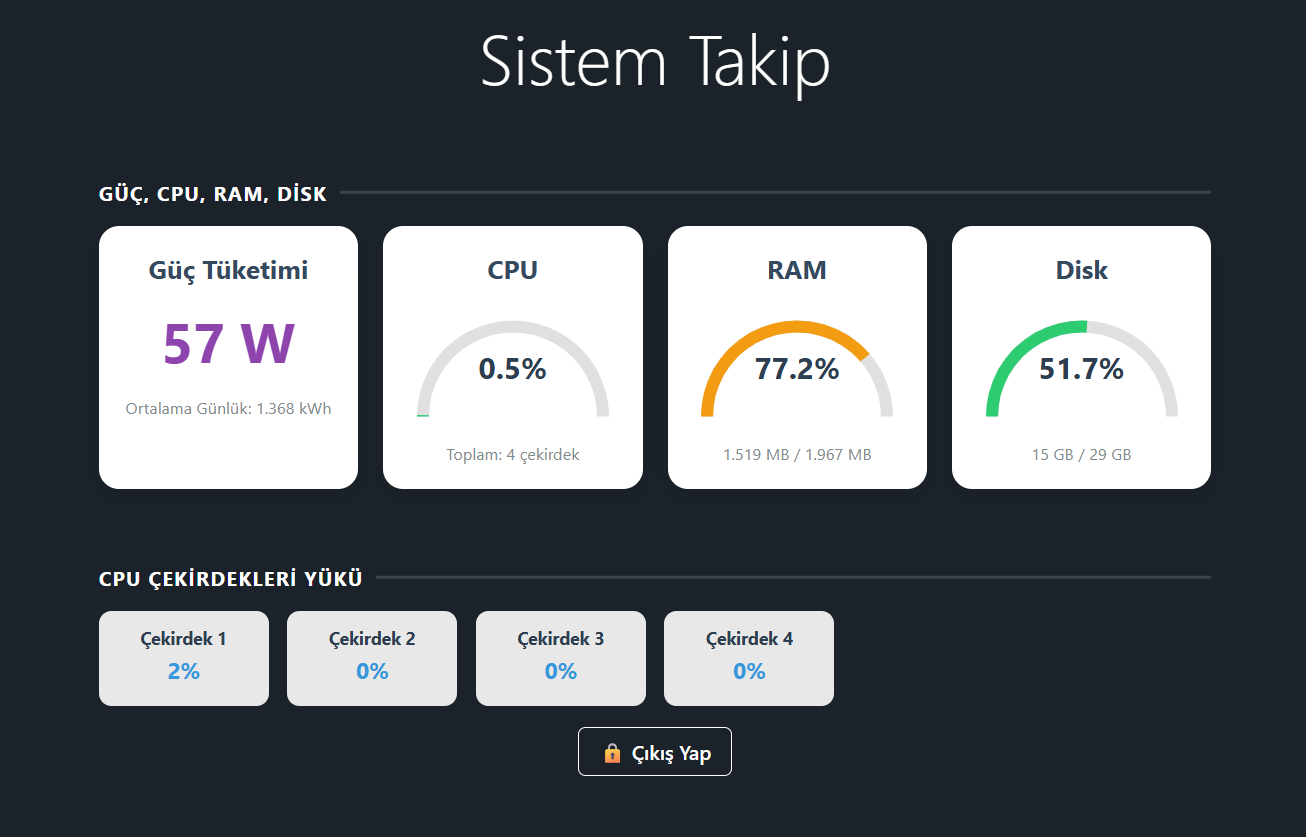 Sistem Takip
GÜÇ, CPU, RAM, DİSK
Güç Tüketimi
57 W
Ortalama Günlük: 1.368 kWh
CPU
0.5%
Toplam: 4 çekirdek
RAM
77.2%
1.519 MB / 1.967 MB
Disk
51.7%
15 GB / 29 GB
CPU ÇEKİRDEKLERİ YÜKÜ
Çekirdek 1
2%
Çekirdek 2
0%
Çekirdek 3
0%
Çekirdek 4
0%
Çıkış Yap